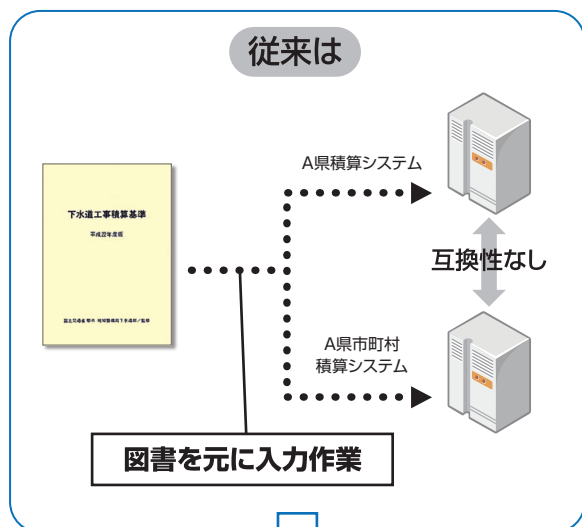 従来は
A県積算システム
下水道工事積算基準
平成22年度版
互換性なし
A県市町村
積算システム
図書を元に入力作業